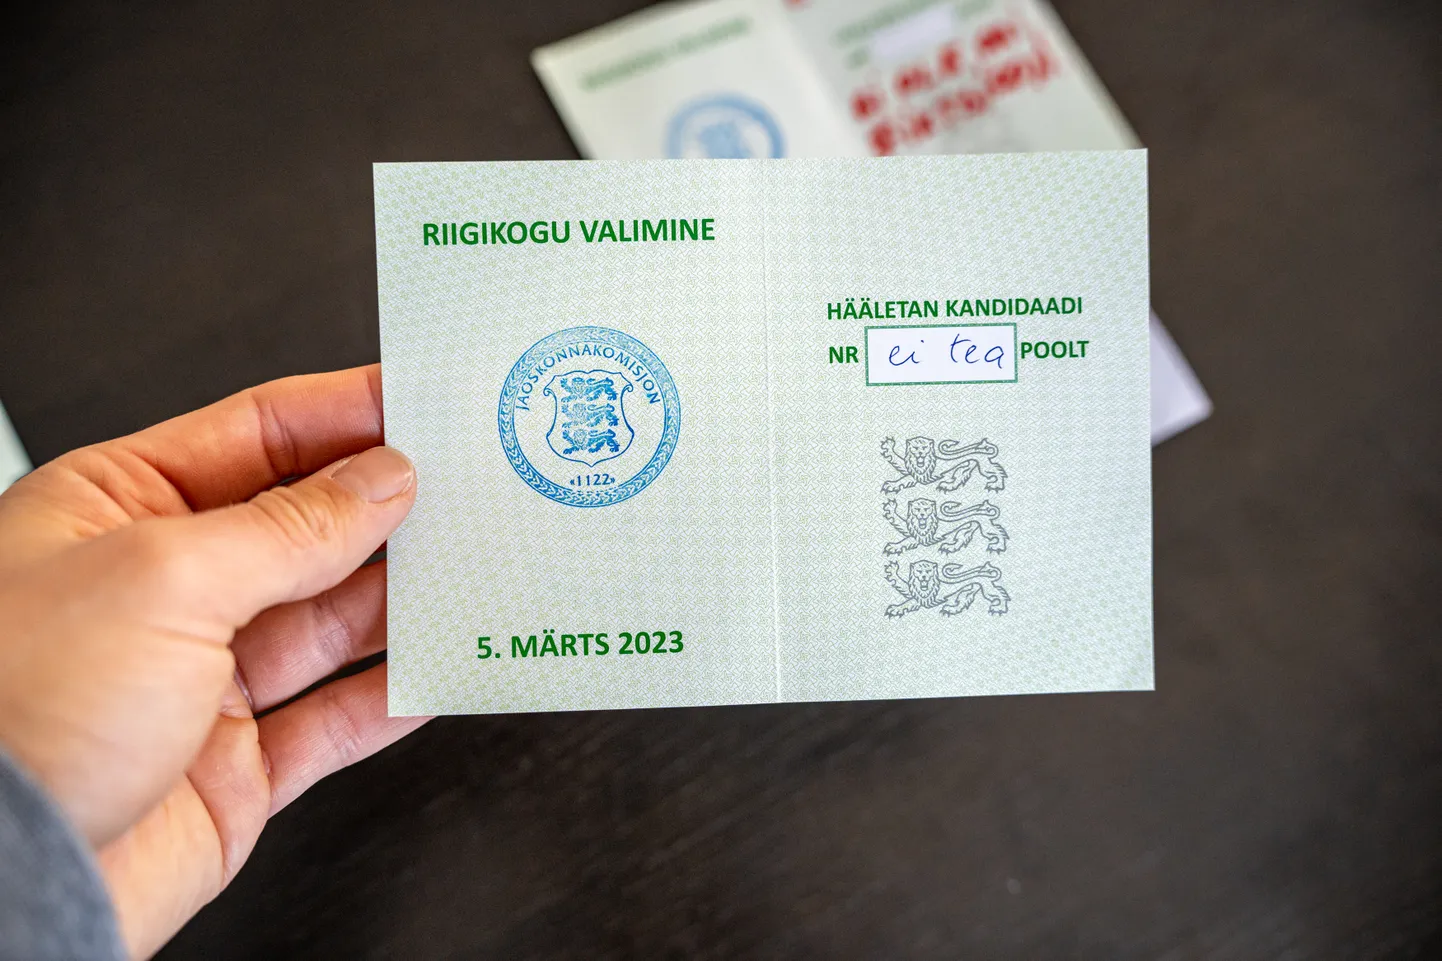 RIIGIKOGU VALIMINE
JAOSKONNAKOMISJON
«1122»
5. MÄRTS 2023
HÄÄLETAN KANDIDAADI
NR ei tea POOLT